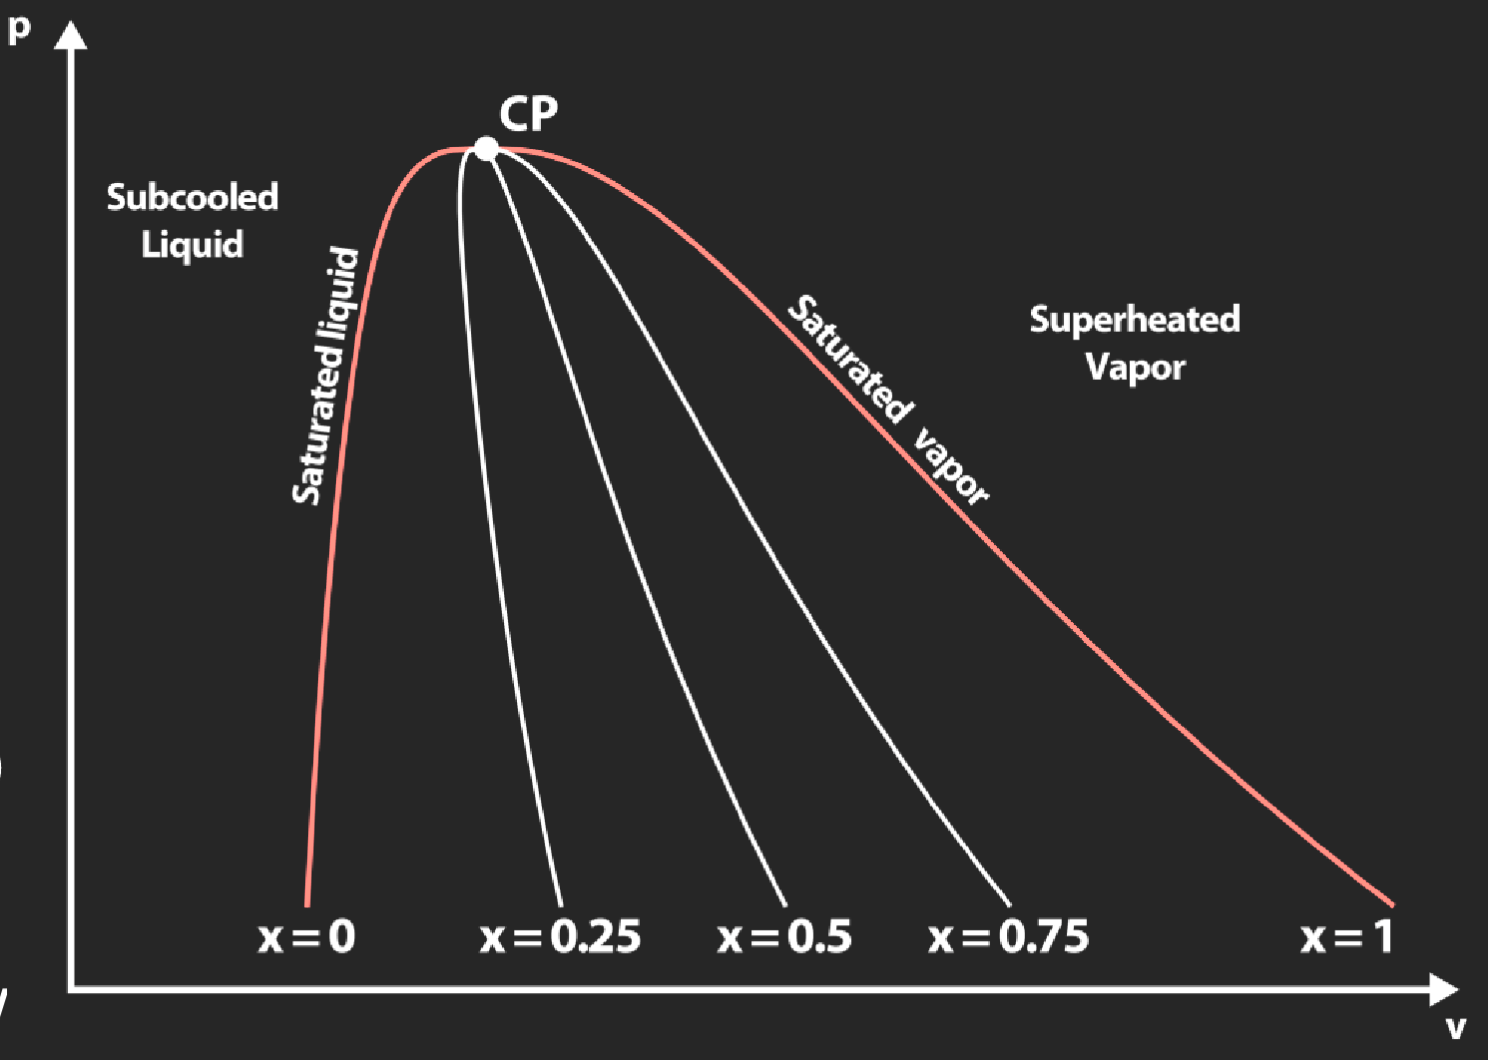 p
CP
Subcooled
Liquid
Saturated liquid
Saturated vapor
Superheated
Vapor
x=0
x=0.25
x=0.5
x=0.75
x=1
v